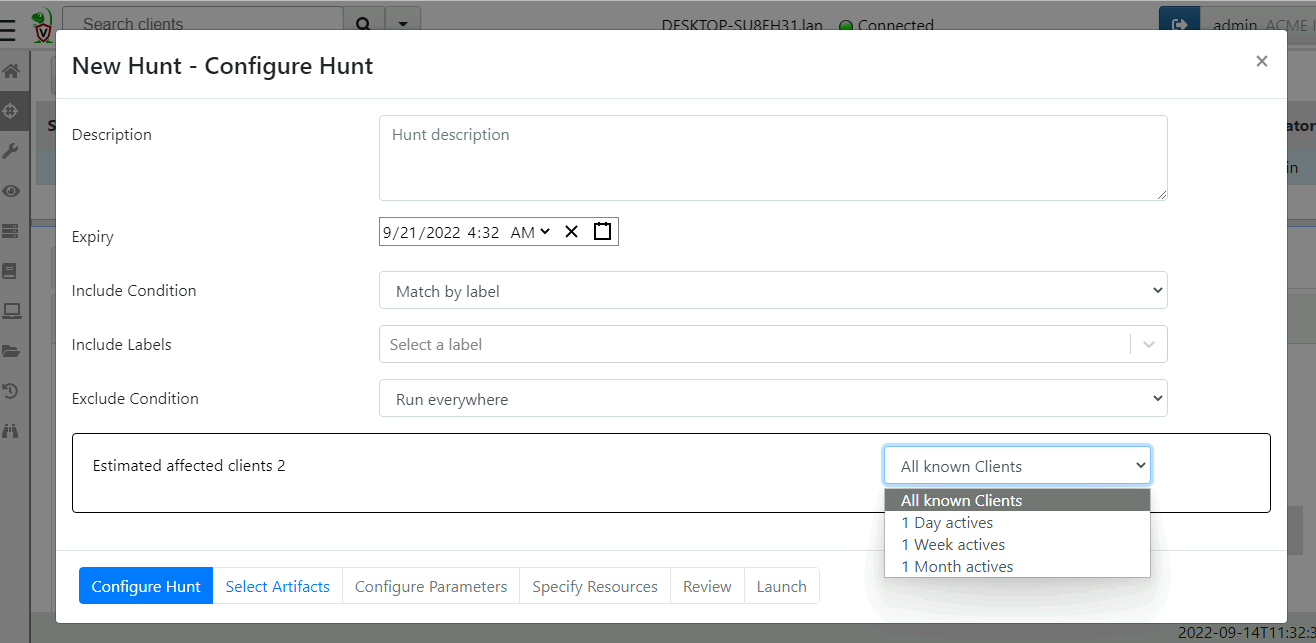 Search clients
DESKTOP-SU8EH31.lan Connected
admin ACME
New Hunt - Configure Hunt
×
Description
Hunt description
Expiry
9/21/2022 4:32 AM
Include Condition
Match by label
Include Labels
Select a label
Exclude Condition
Run everywhere
Estimated affected clients 2
All known Clients
All known Clients
1 Day actives
1 Week actives
1 Month actives
Configure Hunt Select Artifacts Configure Parameters Specify Resources Review Launch
2022-09-14T11:32: